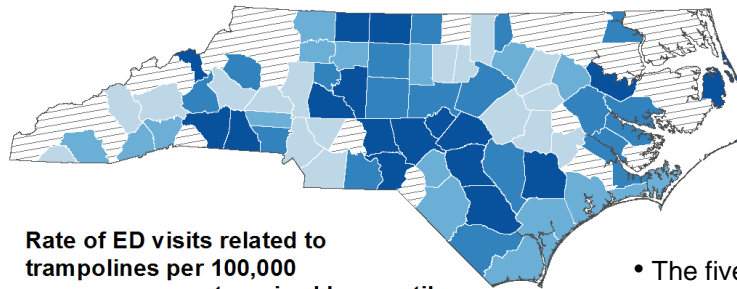 Rate of ED visits related to
trampolines per 100,000
• The five